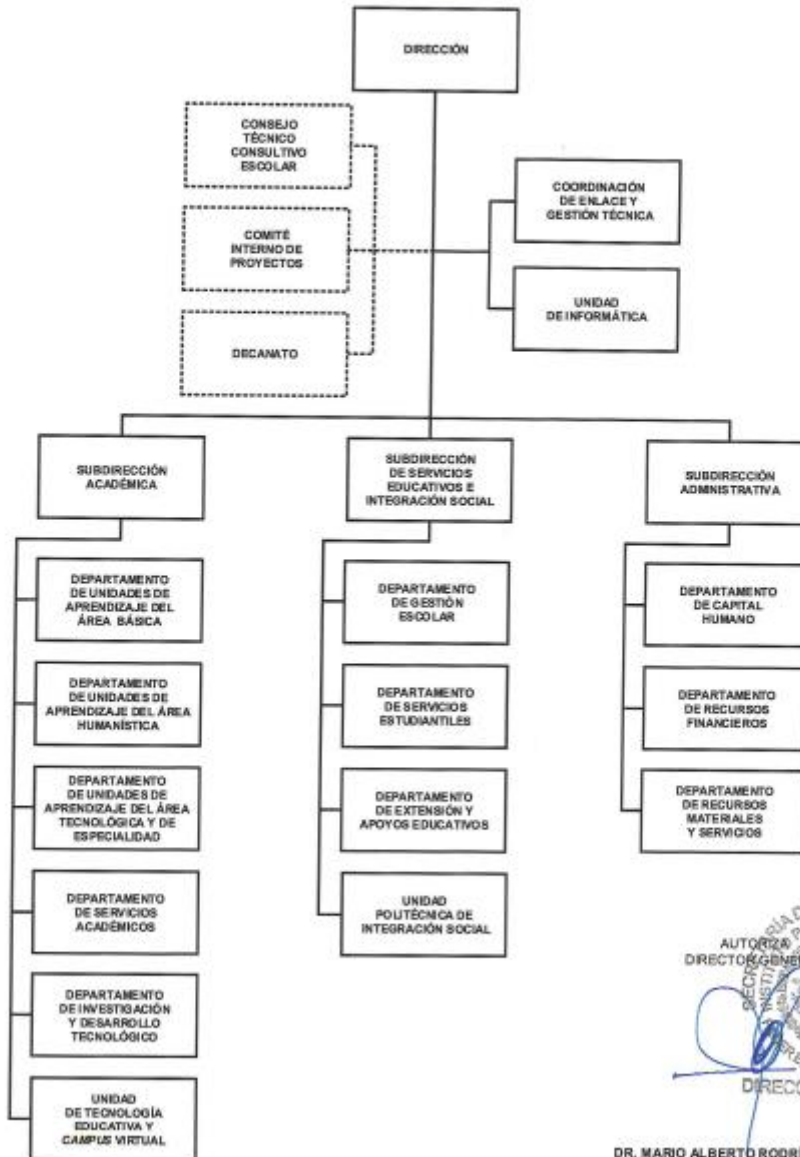 DIRECCIÓN
CONSEJO
TÉCNICO
CONSULTIVO
ESCOLAR
COMITÉ
INTERNO DE
PROYECTOS
DECANATO
COORDINACIÓN
DE ENLACE Y
GESTIÓN TÉCNICA
UNIDAD
DE INFORMÁTICA
SUBDIRECCIÓN
ACADÉMICA
DEPARTAMENTO
DE UNIDADES DE
APRENDIZAJE DEL
ÁREA BÁSICA
DEPARTAMENTO
DE UNIDADES DE
APRENDIZAJE DEL ÁREA
HUMANÍSTICA
DEPARTAMENTO
DE UNIDADES DE
APRENDIZAJE DEL ÁREA
TECNOLÓGICA Y DE
ESPECIALIDAD
DEPARTAMENTO
DE SERVICIOS
ACADÉMICOS
DEPARTAMENTO
DE INVESTIGACIÓN
Y DESARROLLO
TECNOLÓGICO
UNIDAD
DE TECNOLOGÍA
EDUCATIVA Y
CAMPUS VIRTUAL
SUBDIRECCIÓN
DE SERVICIOS
EDUCATIVOS E
INTEGRACIÓN SOCIAL
DEPARTAMENTO
DE GESTIÓN
ESCOLAR
DEPARTAMENTO
DE SERVICIOS
ESTUDIANTILES
DEPARTAMENTO
DE EXTENSIÓN Y
APOYOS EDUCATIVOS
UNIDAD
POLITÉCNICA DE
INTEGRACIÓN SOCIAL
SUBDIRECCIÓN
ADMINISTRATIVA
DEPARTAMENTO
DE CAPITAL
HUMANO
DEPARTAMENTO
DE RECURSOS
FINANCIEROS
DEPARTAMENTO
DE RECURSOS
MATERIALES
Y SERVICIOS
AUTORIZA
DIRECTOR
DR. MARIO ALBERTO